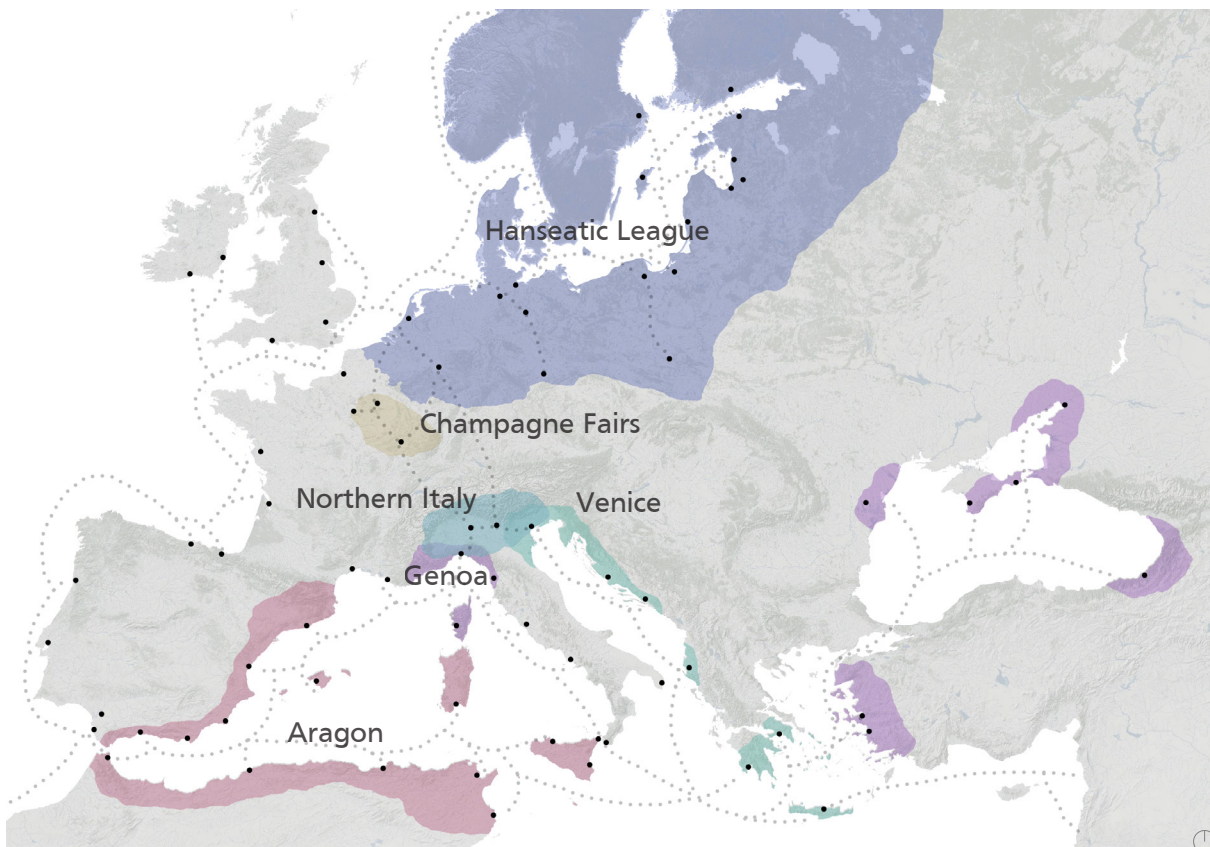 Hanseatic League
Champagne Fairs
Northern Italy
Venice
Genoa
Aragon